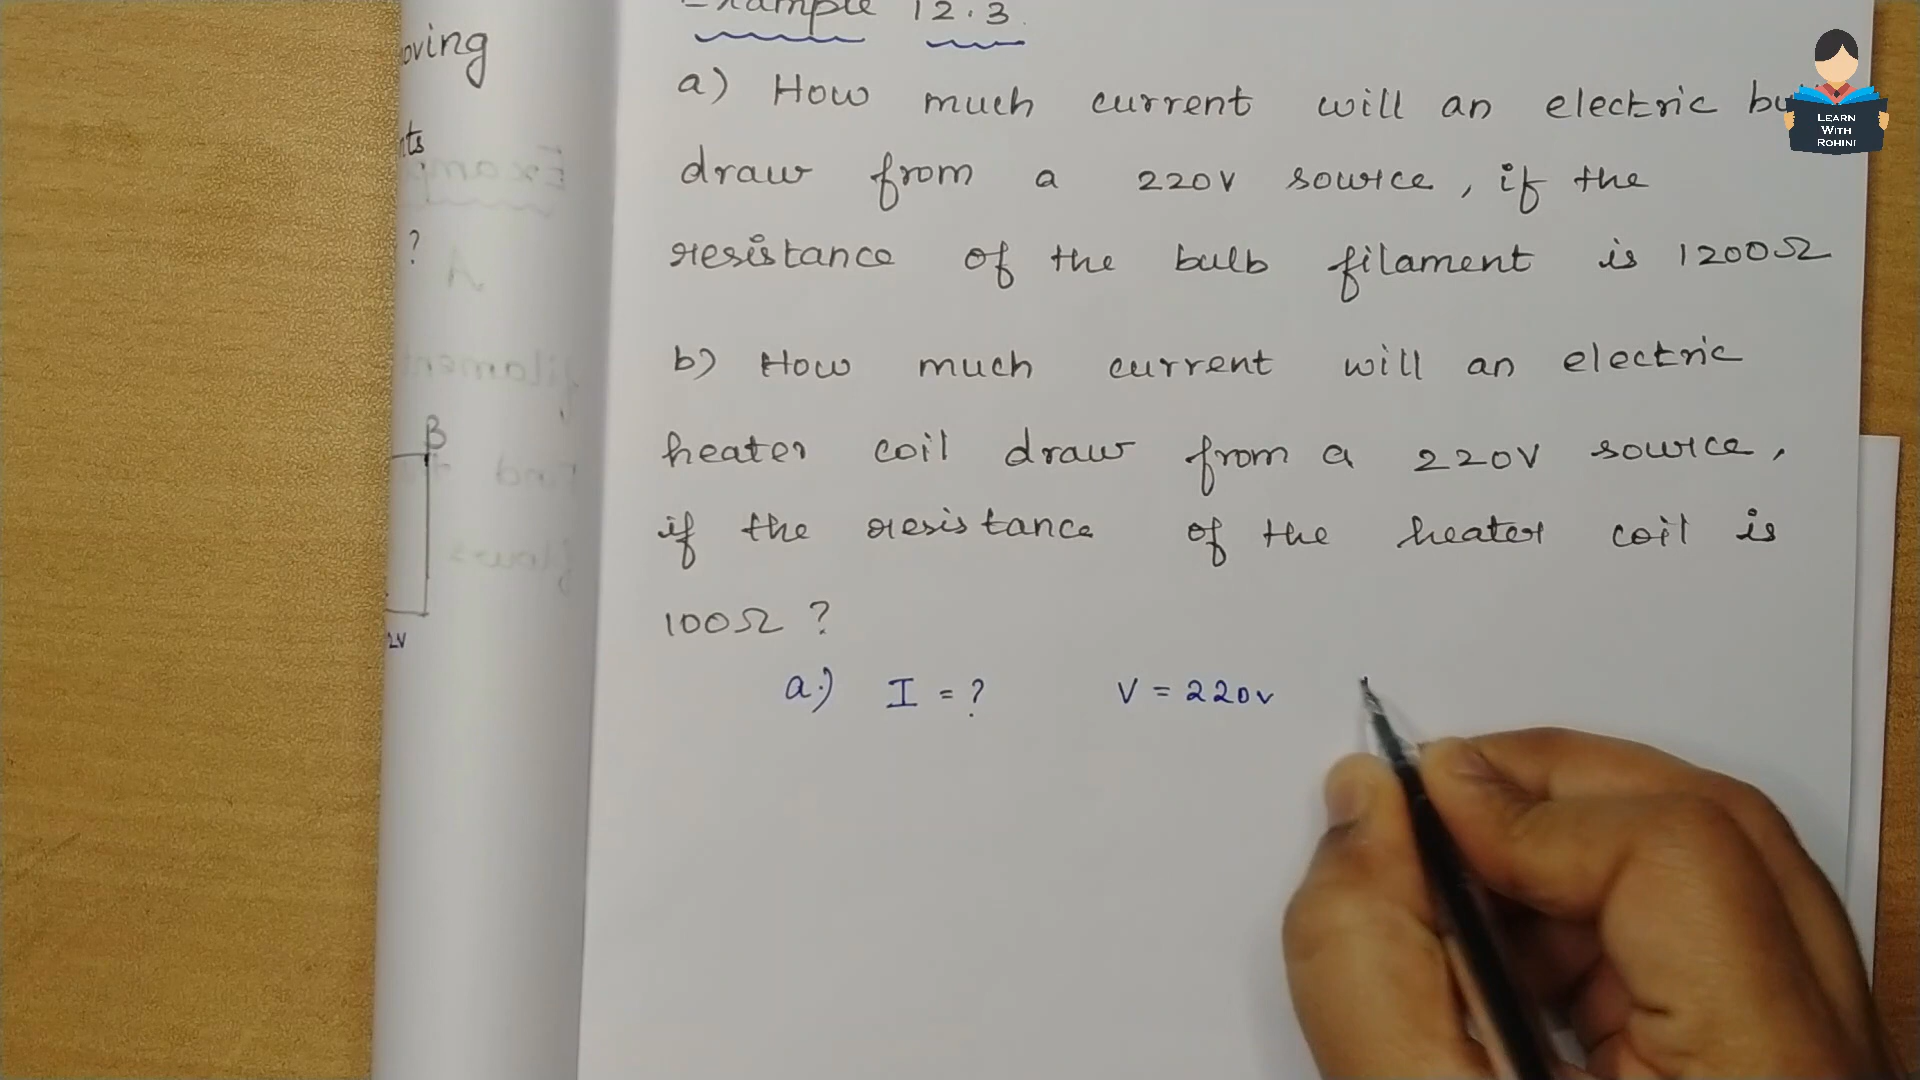 Example 12.3
a) How much current will an electric
draw from a 220V source, if the
resistance of the bulb filament is 1200Ω
b) How much current will an electric
heater coil draw from a 220V source,
if the resistance of the heater coil is
100Ω ?
a.) I = ? V = 220V
?
B
2V
LEARN
WITH
ROHINI